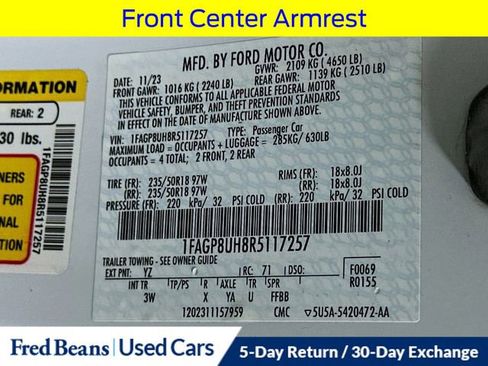 Front Center Armrest
MFD. BY FORD MOTOR CO.
11/23
GVWR: 2109 KG (4650 LB)
FRONT GAWR: 1016 KG (2240 LB)
REAR GAWR: 1139 KG (2510 LB)
THIS VEHICLE CONFORMS TO ALL APPLICABLE FEDERAL MOTOR
VEHICLE SAFETY, BUMPER, AND THEFT PREVENTION STANDARDS
IN EFFECT ON THE DATE OF MANUFACTURE SHOWN ABOVE.
VIN: 1FAGP8UH8R5117257 TYPE: Passenger Car
MAXIMUM LOAD = OCCUPANTS + LUGGAGE = 285KG/ 630LB
OCCUPANTS = 4 TOTAL; 2 FRONT, 2 REAR
TIRE (FR): 235/50R18 97W RIMS (FR): 18x8.0J
(RR): 235/50R18 97W (RR): 18x8.0J
PRESSURE (FR): 220 kPa/ 32 PSI COLD (RR): 220 kPa/ 32 PSI COLD
1FAGP8UH8R5117257
TRAILER TOWING - SEE OWNER GUIDE
EXT PNT: YZ RC: 71 DSO: F0069
R0155
INT TR TP/PS R AXLE TR SPR
3W X YA U FFBB
1202311157959 CMC 5U5A-5420472-AA
FORMATION
REAR: 2
30 lbs.
1FAGP8UH8R5117257
NERS
FOR
NAL
TION
Fred Beans Used Cars
5-Day Return / 30-Day Exchange